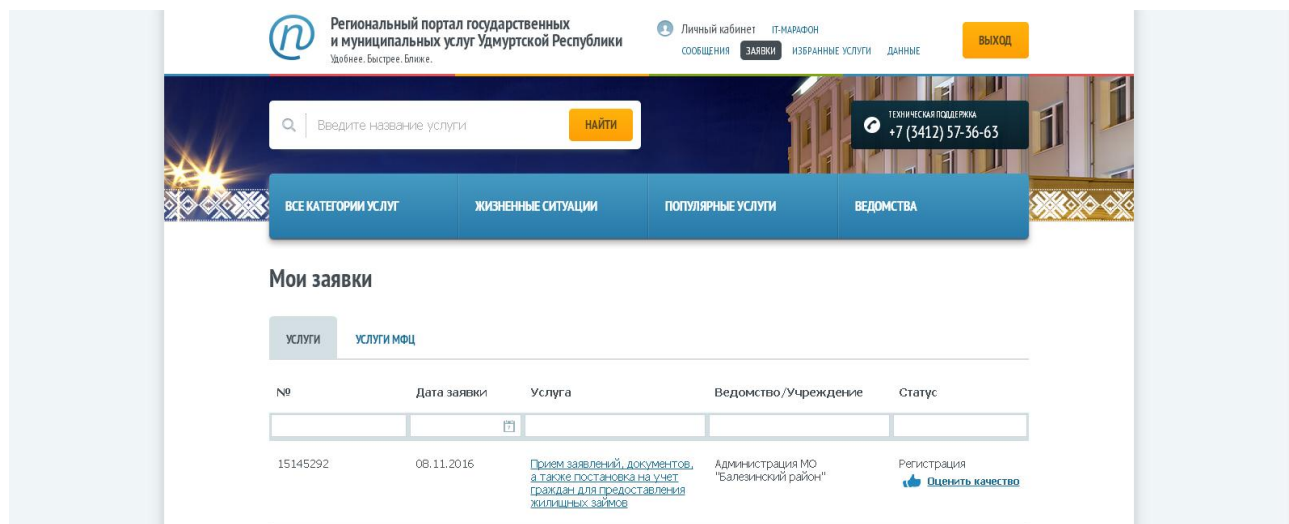 Региональный портал государственных
и муниципальных услуг Удмуртской Республики
Удобнее. Быстрее. Ближе.
Личный кабинет IT-МАРАФОН
СООБЩЕНИЯ ЗАЯВКИ ИЗБРАННЫЕ УСЛУГИ ДАННЫЕ
ВЫХОД
Введите название услуги
НАЙТИ
ТЕХНИЧЕСКАЯ ПОДДЕРЖКА
+7 (3412) 57-36-63
ВСЕ КАТЕГОРИИ УСЛУГ ЖИЗНЕННЫЕ СИТУАЦИИ ПОПУЛЯРНЫЕ УСЛУГИ ВЕДОМСТВА
Мои заявки
УСЛУГИ УСЛУГИ МФЦ
№ Дата заявки Услуга Ведомство/Учреждение Статус
15145292 08.11.2016 Прием заявлений, документов, Администрация МО Регистрация
а также постановка на учет "Балезинский район" Оценить качество
граждан для предоставления
жилищных займов